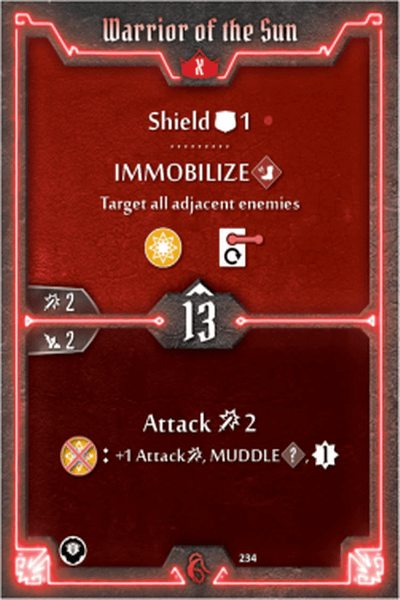 Warrior of the Sun
X
Shield 1
IMMOBILIZE
Target all adjacent enemies
2
13
2
Attack 2
: +1 Attack, MUDDLE ?, 1
234